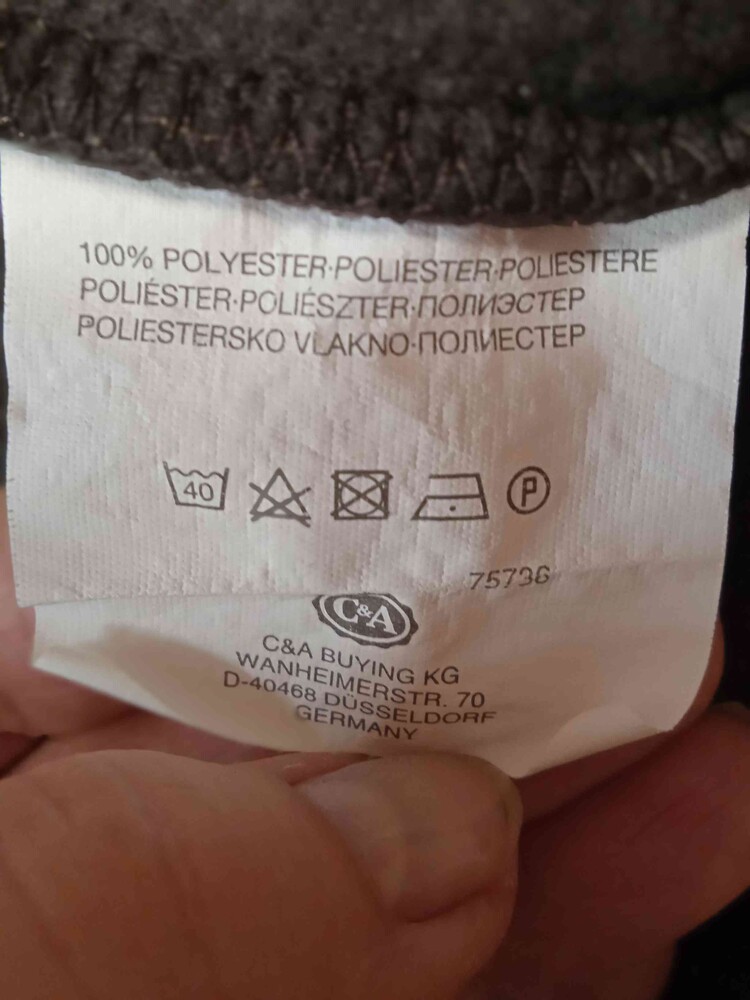 100% POLYESTER·POLIESTER·POLIESTERE
POLIÉSTER·POLIÉSZTER·ПОЛИЭСТЕР
POLIESTERSKO VLAKNO·ПОЛИЕСТЕР
40
P
75736
C&A
C&A BUYING KG
WANHEIMERSTR. 70
D-40468 DÜSSELDORF
GERMANY